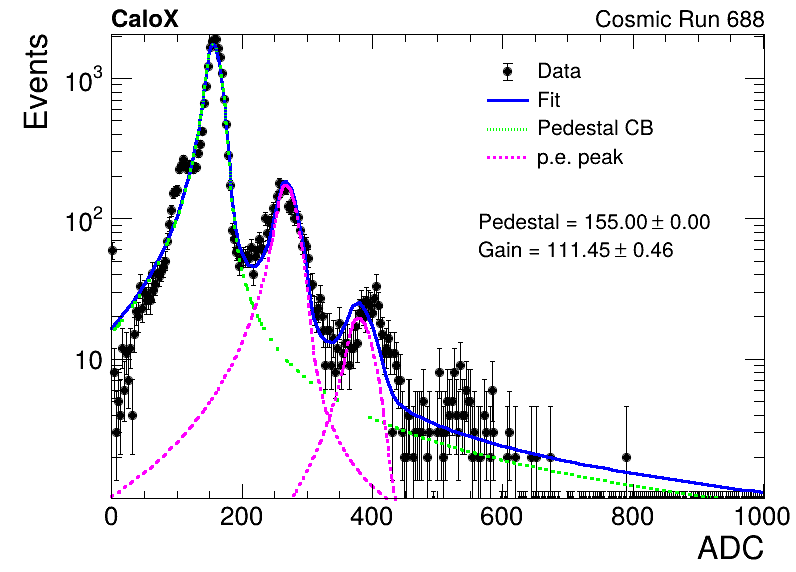 CaloX Cosmic Run 688
Events
Data
Fit
Pedestal CB
p.e. peak
Pedestal = 155.00 ± 0.00
Gain = 111.45 ± 0.46
10³
10²
10
0 200 400 600 800 1000
ADC